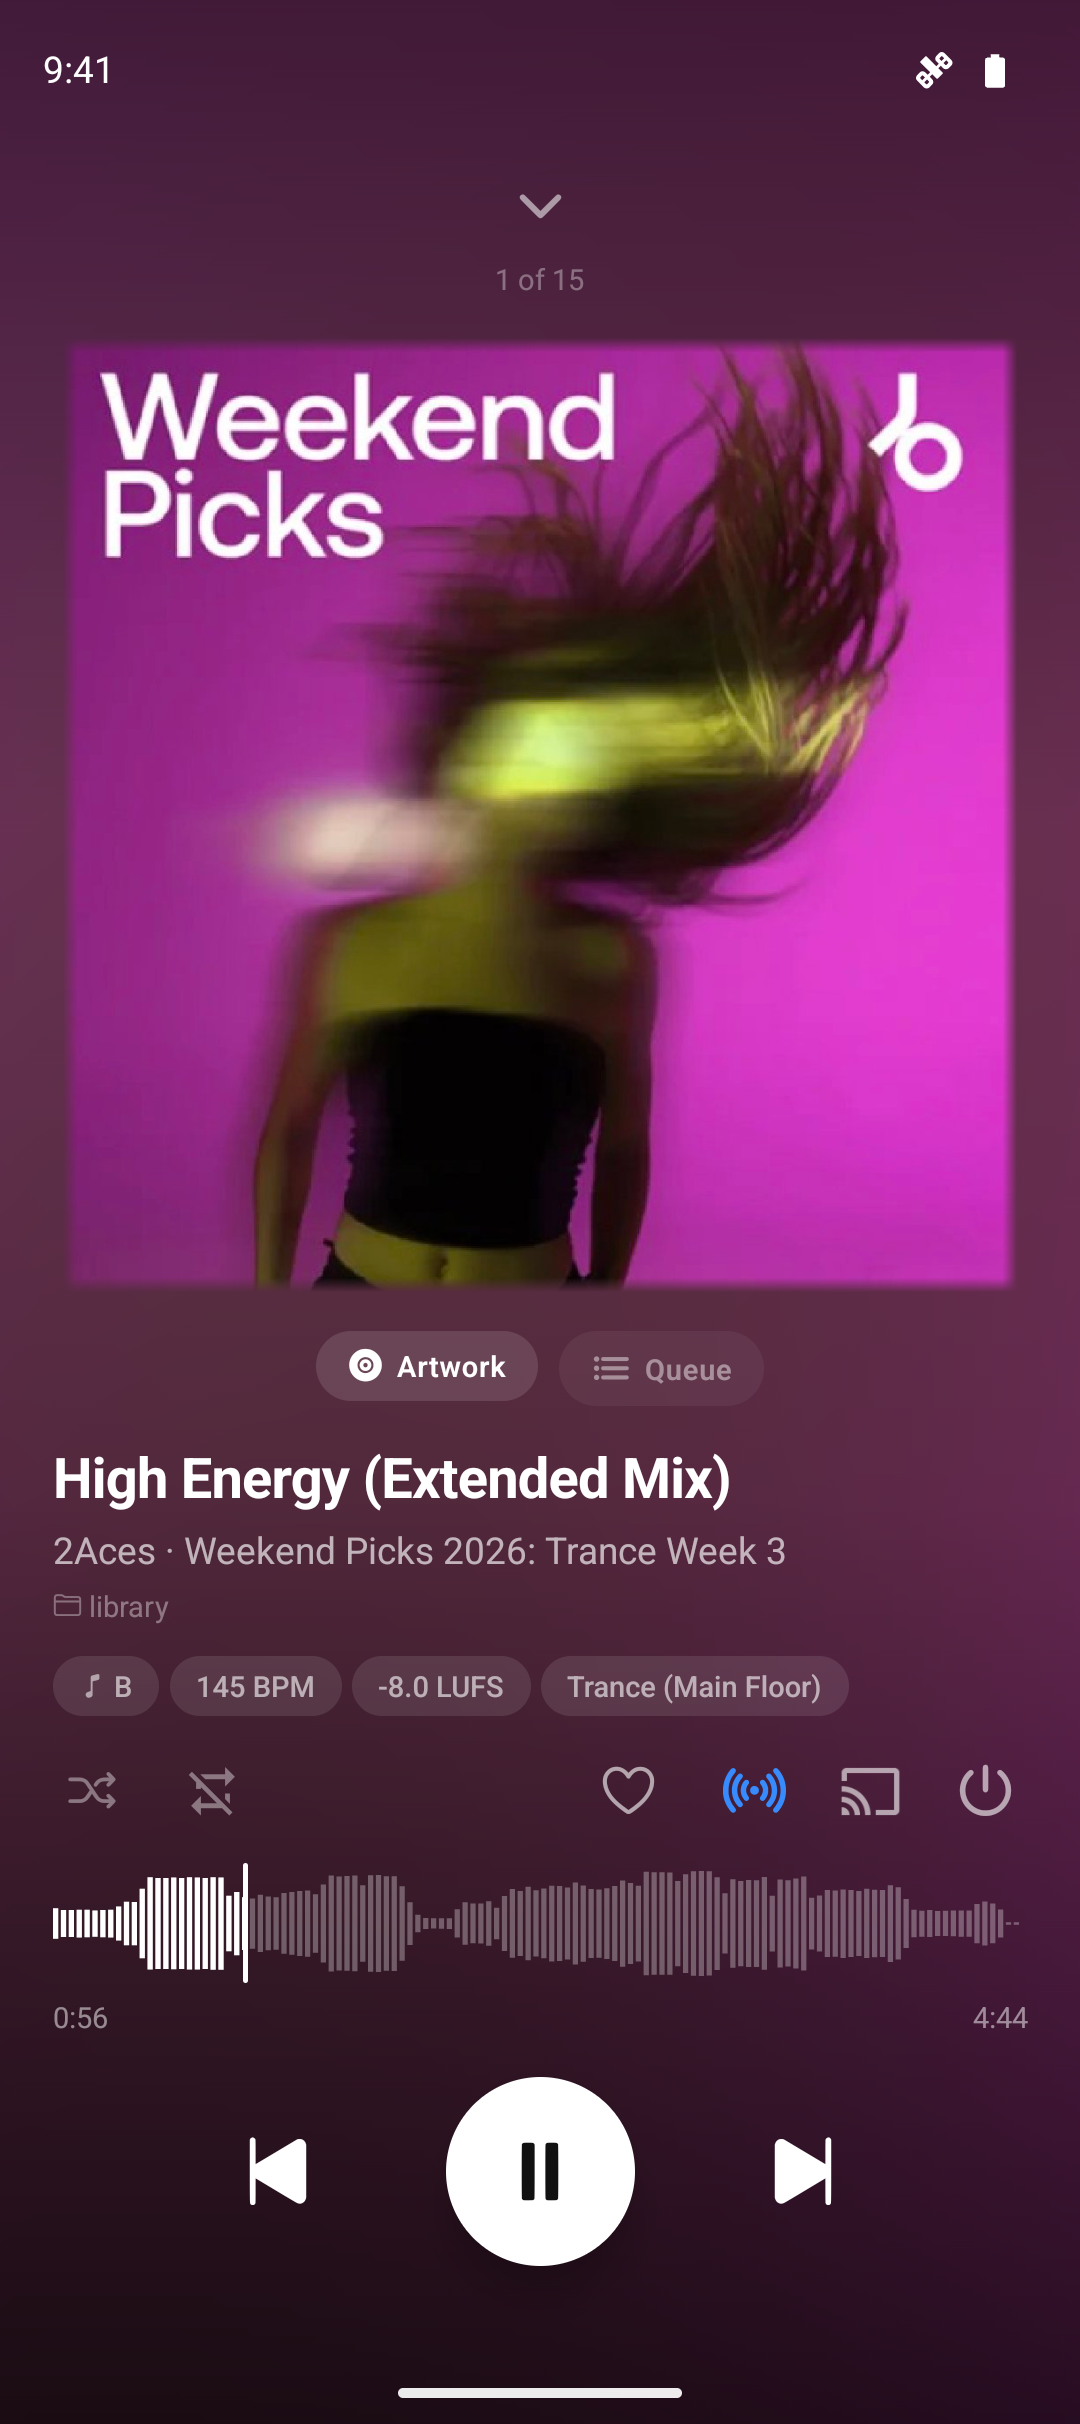 9:41
1 of 15
Weekend
Picks
Artwork
Queue
High Energy (Extended Mix)
2Aces · Weekend Picks 2026: Trance Week 3
library
B
145 BPM
-8.0 LUFS
Trance (Main Floor)
0:56
4:44